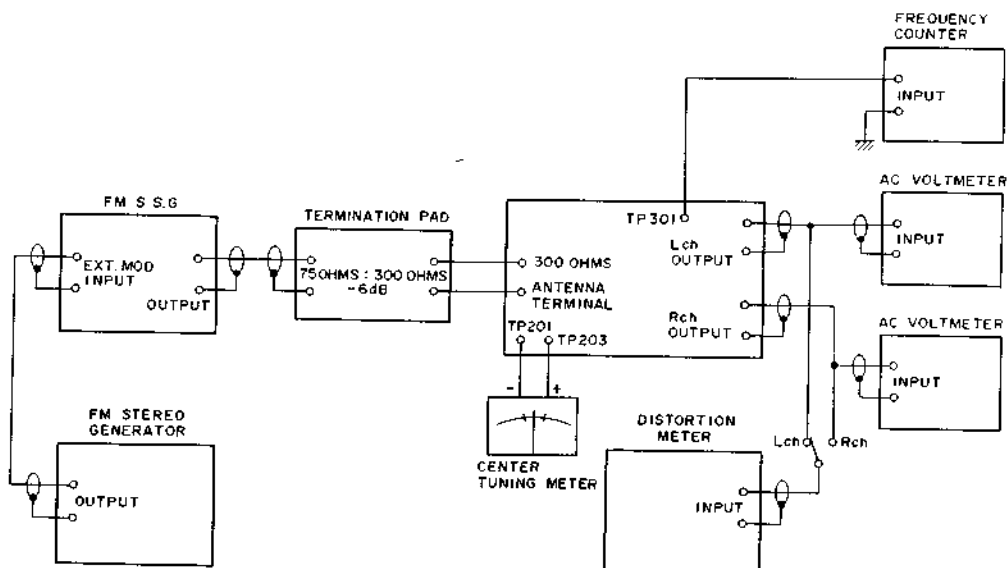 FREQUENCY
COUNTER
INPUT
FM S S.G
EXT. MOD
INPUT
OUTPUT
TERMINATION PAD
75OHMS : 300 OHMS
-6dB
TP301
Lch
OUTPUT
300 OHMS
ANTENNA
TERMINAL
Rch
OUTPUT
TP201
TP203
- +
CENTER
TUNING METER
AC VOLTMETER
INPUT
AC VOLTMETER
INPUT
FM STEREO
GENERATOR
OUTPUT
DISTORTION
METER
INPUT
Lch
Rch